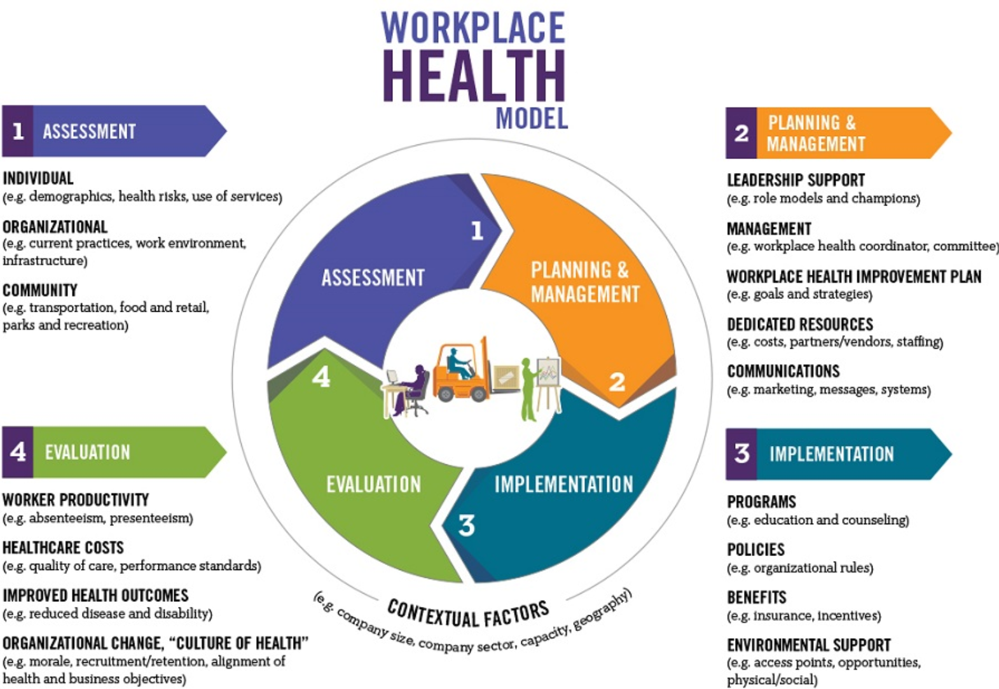 WORKPLACE
HEALTH
MODEL
1 ASSESSMENT
INDIVIDUAL
(e.g. demographics, health risks, use of services)
ORGANIZATIONAL
(e.g. current practices, work environment,
infrastructure)
COMMUNITY
(e.g. transportation, food and retail,
parks and recreation)
2 PLANNING &
MANAGEMENT
LEADERSHIP SUPPORT
(e.g. role models and champions)
MANAGEMENT
(e.g. workplace health coordinator, committee)
WORKPLACE HEALTH IMPROVEMENT PLAN
(e.g. goals and strategies)
DEDICATED RESOURCES
(e.g. costs, partners/vendors, staffing)
COMMUNICATIONS
(e.g. marketing, messages, systems)
3 IMPLEMENTATION
PROGRAMS
(e.g. education and counseling)
POLICIES
(e.g. organizational rules)
BENEFITS
(e.g. insurance, incentives)
ENVIRONMENTAL SUPPORT
(e.g. access points, opportunities,
physical/social)
4 EVALUATION
WORKER PRODUCTIVITY
(e.g. absenteeism, presenteeism)
HEALTHCARE COSTS
(e.g. quality of care, performance standards)
IMPROVED HEALTH OUTCOMES
(e.g. reduced disease and disability)
ORGANIZATIONAL CHANGE, “CULTURE OF HEALTH”
(e.g. morale, recruitment/retention, alignment of
health and business objectives)
1
ASSESSMENT
PLANNING &
MANAGEMENT
2
IMPLEMENTATION
3
EVALUATION
4
CONTEXTUAL FACTORS
(e.g. company size, company sector, capacity, geography)